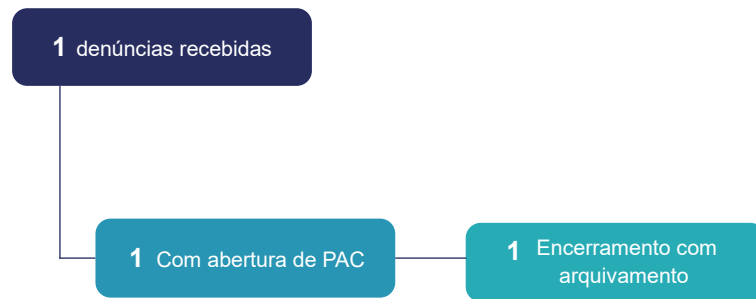 1 denúncias recebidas
1 Com abertura de PAC
1 Encerramento com
arquivamento